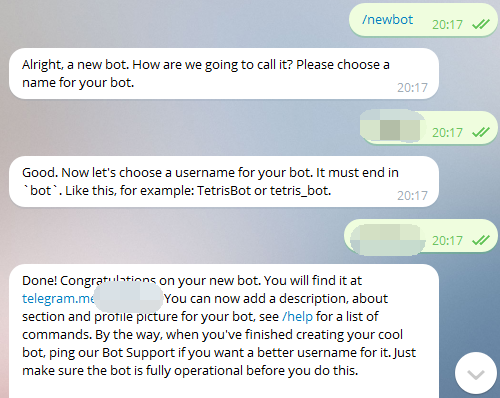 /newbot
20:17
Alright, a new bot. How are we going to call it? Please choose a
name for your bot.
20:17
20:17
Good. Now let's choose a username for your bot. It must end in
`bot`. Like this, for example: TetrisBot or tetris_bot.
20:17
20:17
Done! Congratulations on your new bot. You will find it at
telegram.me You can now add a description, about
section and profile picture for your bot, see /help for a list of
commands. By the way, when you've finished creating your cool
bot, ping our Bot Support if you want a better username for it. Just
make sure the bot is fully operational before you do this.